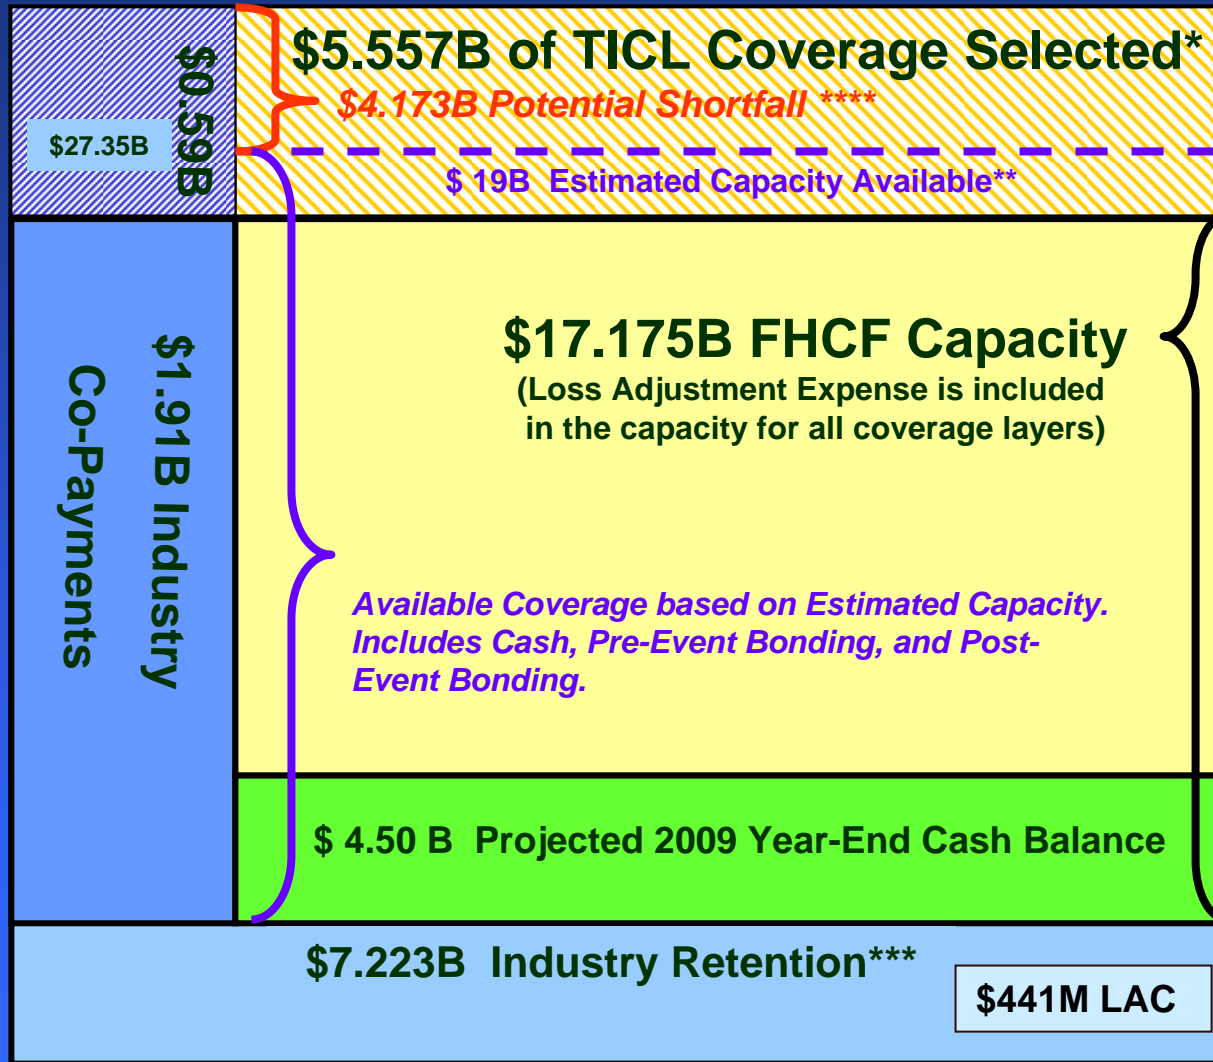 $5.557B of TICL Coverage Selected*
$4.173B Potential Shortfall ****
$0.59B
$27.35B
$ 19B Estimated Capacity Available**
$17.175B FHCF Capacity
(Loss Adjustment Expense is included
in the capacity for all coverage layers)
$1.91B Industry
Co-Payments
Available Coverage based on Estimated Capacity.
Includes Cash, Pre-Event Bonding, and Post-
Event Bonding.
$ 4.50 B Projected 2009 Year-End Cash Balance
$7.223B Industry Retention***
$441M LAC